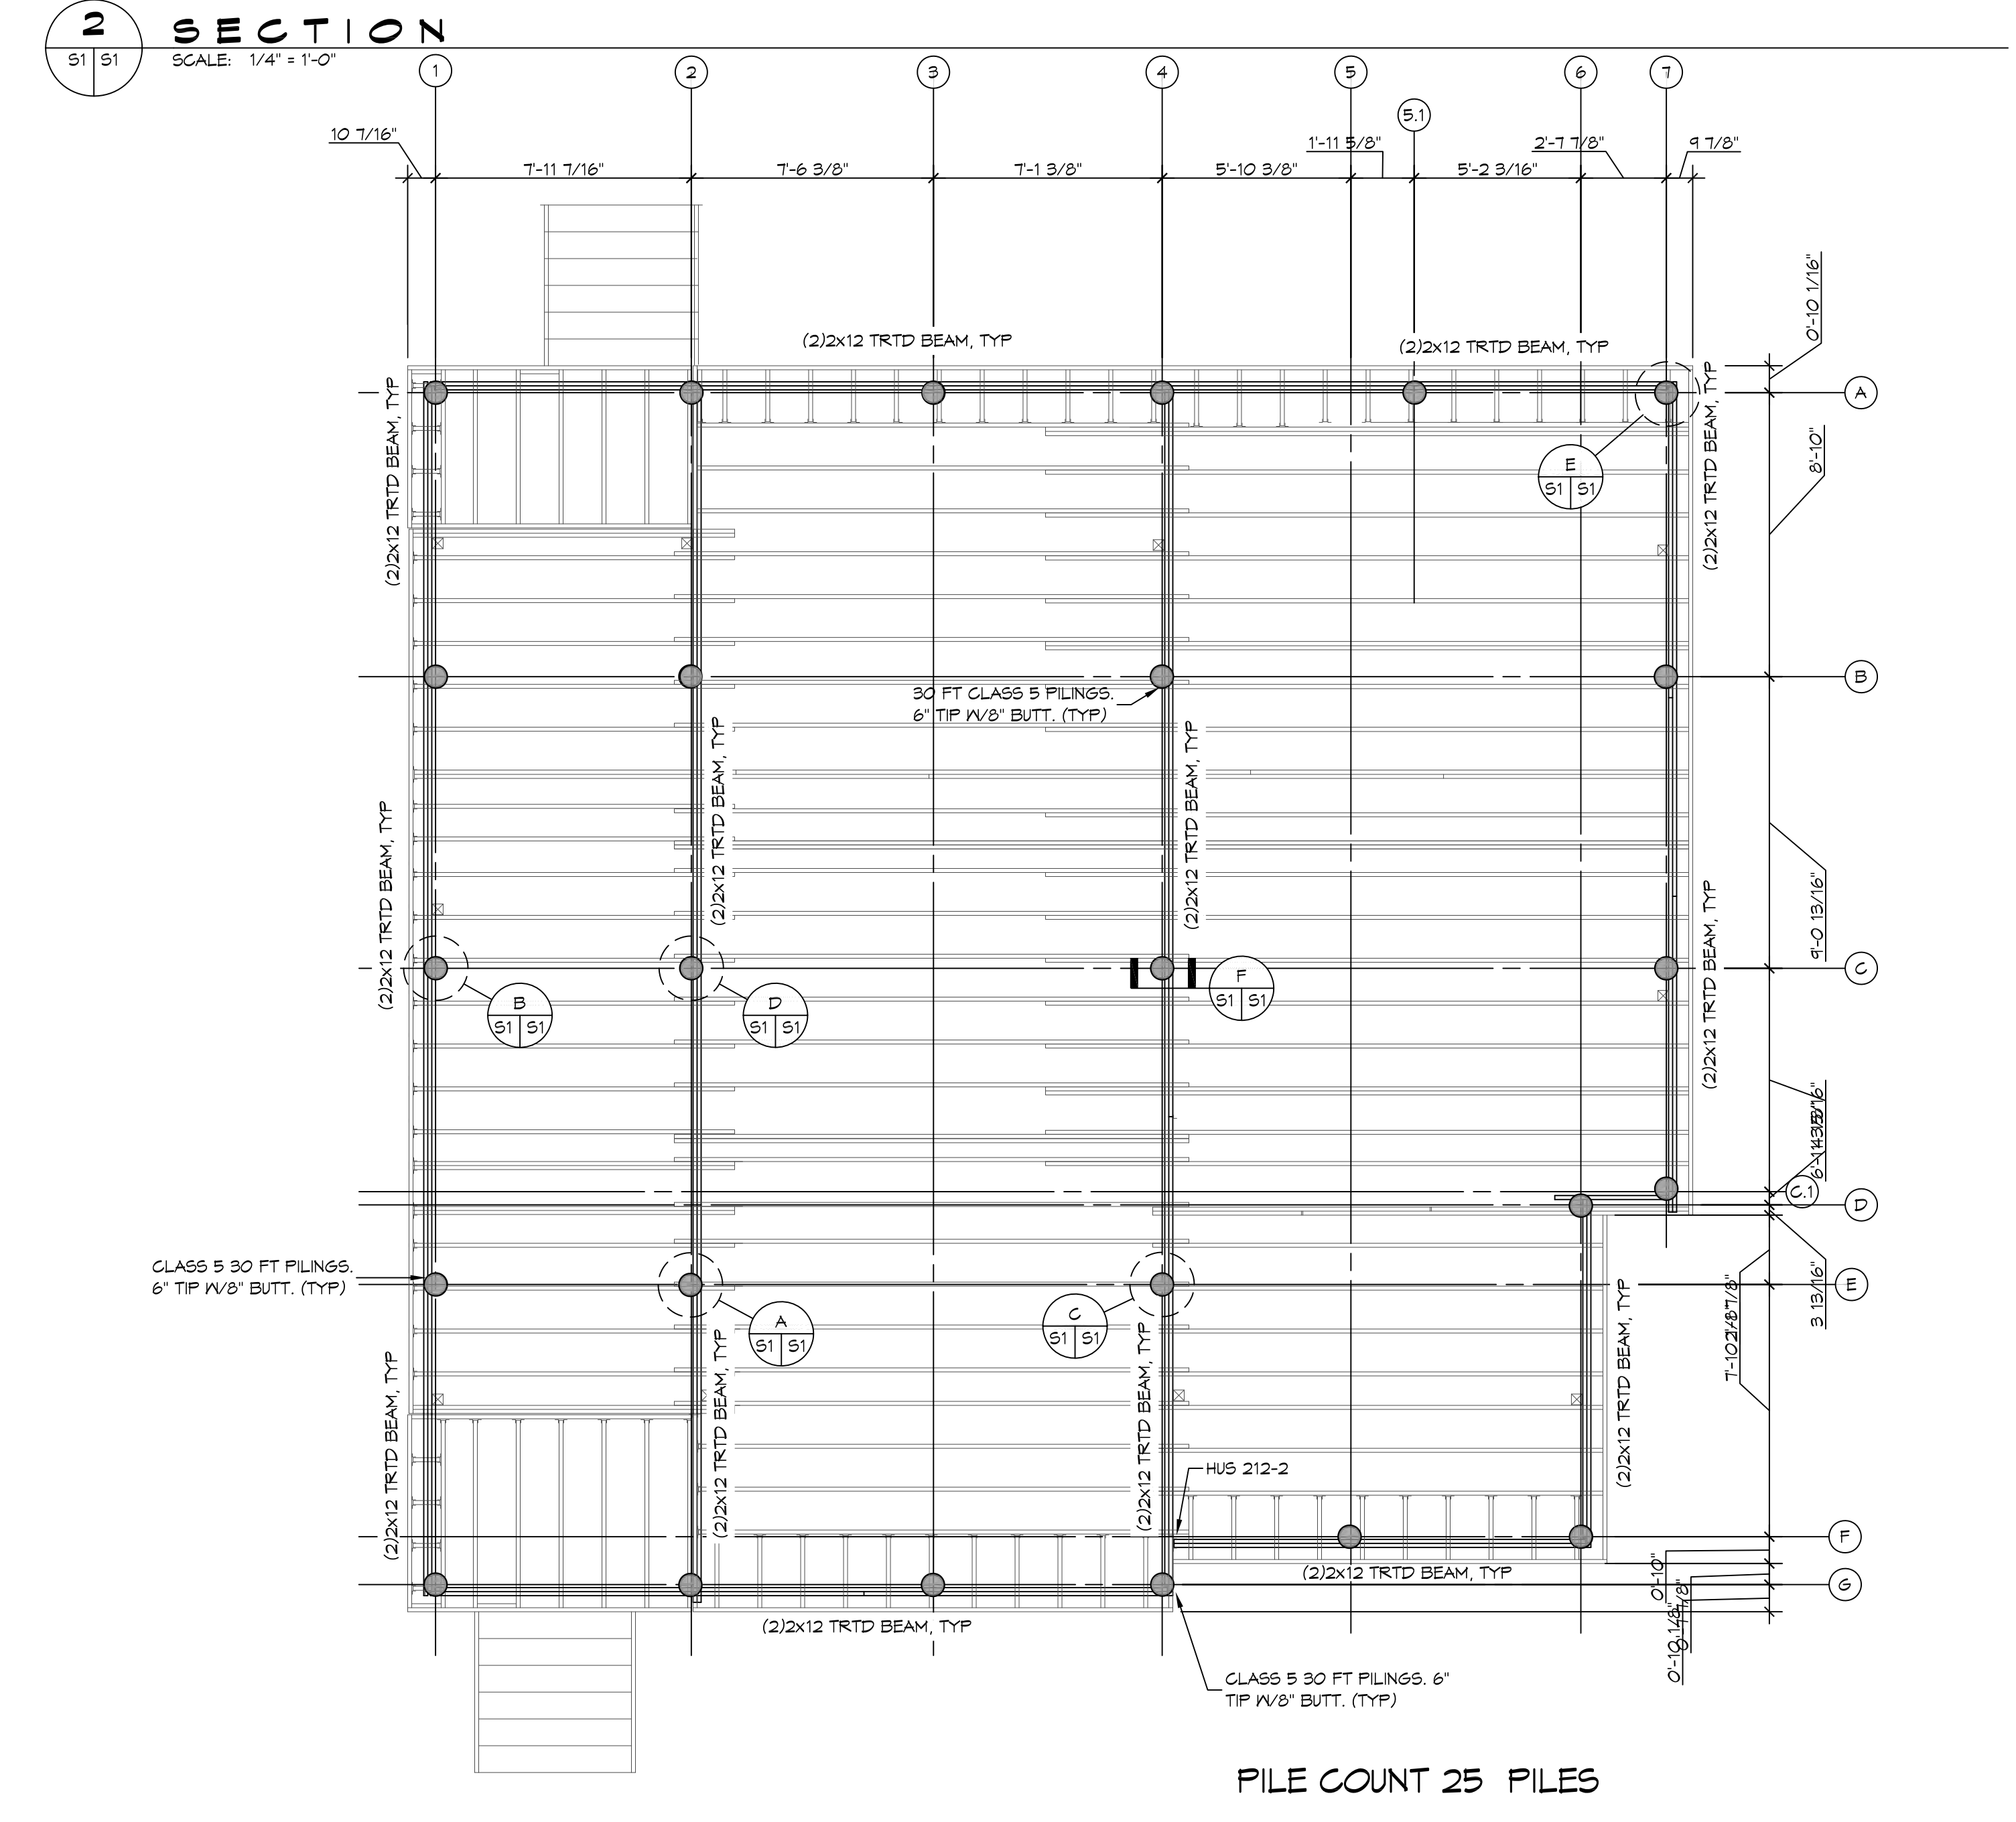 2
S1 S1
SECTION
SCALE: 1/4" = 1'-0"
1
2
3
4
5
5.1
6
7
10 7/16"
7'-11 7/16"
7'-6 3/8"
7'-1 3/8"
5'-10 3/8"
1'-11 5/8"
5'-2 3/16"
2'-7 7/8"
9 7/8"
0'-10 1/16"
(2)2x12 TRTD BEAM, TYP
(2)2x12 TRTD BEAM, TYP
(2)2x12 TRTD BEAM, TYP
(2)2x12 TRTD BEAM, TYP
A
8'-10"
E
S1 S1
B
30 FT CLASS 5 PILINGS.
6" TIP W/8" BUTT. (TYP)
(2)2x12 TRTD BEAM, TYP
(2)2x12 TRTD BEAM, TYP
(2)2x12 TRTD BEAM, TYP
(2)2x12 TRTD BEAM, TYP
9'-0 13/16"
C
B
S1 S1
D
S1 S1
F
S1 S1
C.1
D
CLASS 5 30 FT PILINGS.
6" TIP W/8" BUTT. (TYP)
E
3 13/16"
A
S1 S1
C
S1 S1
(2)2x12 TRTD BEAM, TYP
(2)2x12 TRTD BEAM, TYP
(2)2x12 TRTD BEAM, TYP
(2)2x12 TRTD BEAM, TYP
HUS 212-2
F
0'-10"
(2)2x12 TRTD BEAM, TYP
G
(2)2x12 TRTD BEAM, TYP
0'-10 1/8"
CLASS 5 30 FT PILINGS. 6"
TIP W/8" BUTT. (TYP)
PILE COUNT 25 PILES